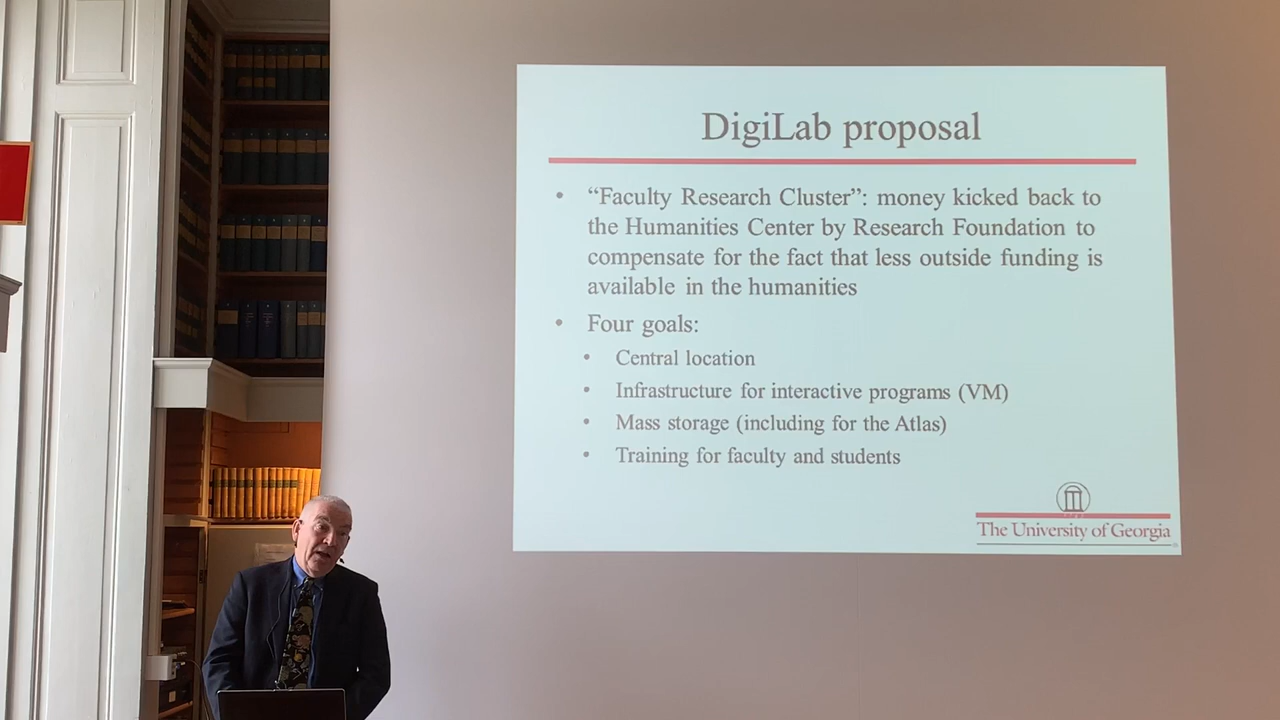 DigiLab proposal
• “Faculty Research Cluster”: money kicked back to
the Humanities Center by Research Foundation to
compensate for the fact that less outside funding is
available in the humanities
• Four goals:
• Central location
• Infrastructure for interactive programs (VM)
• Mass storage (including for the Atlas)
• Training for faculty and students
The University of Georgia